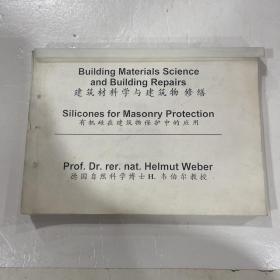 Building Materials Science
and Building Repairs
建筑材料学与建筑物 修缮
Silicones for Masonry Protection
有机硅在建筑物保护中的应用
Prof. Dr. rer. nat. Helmut Weber
德国自然科学博士H. 韦伯尔教授